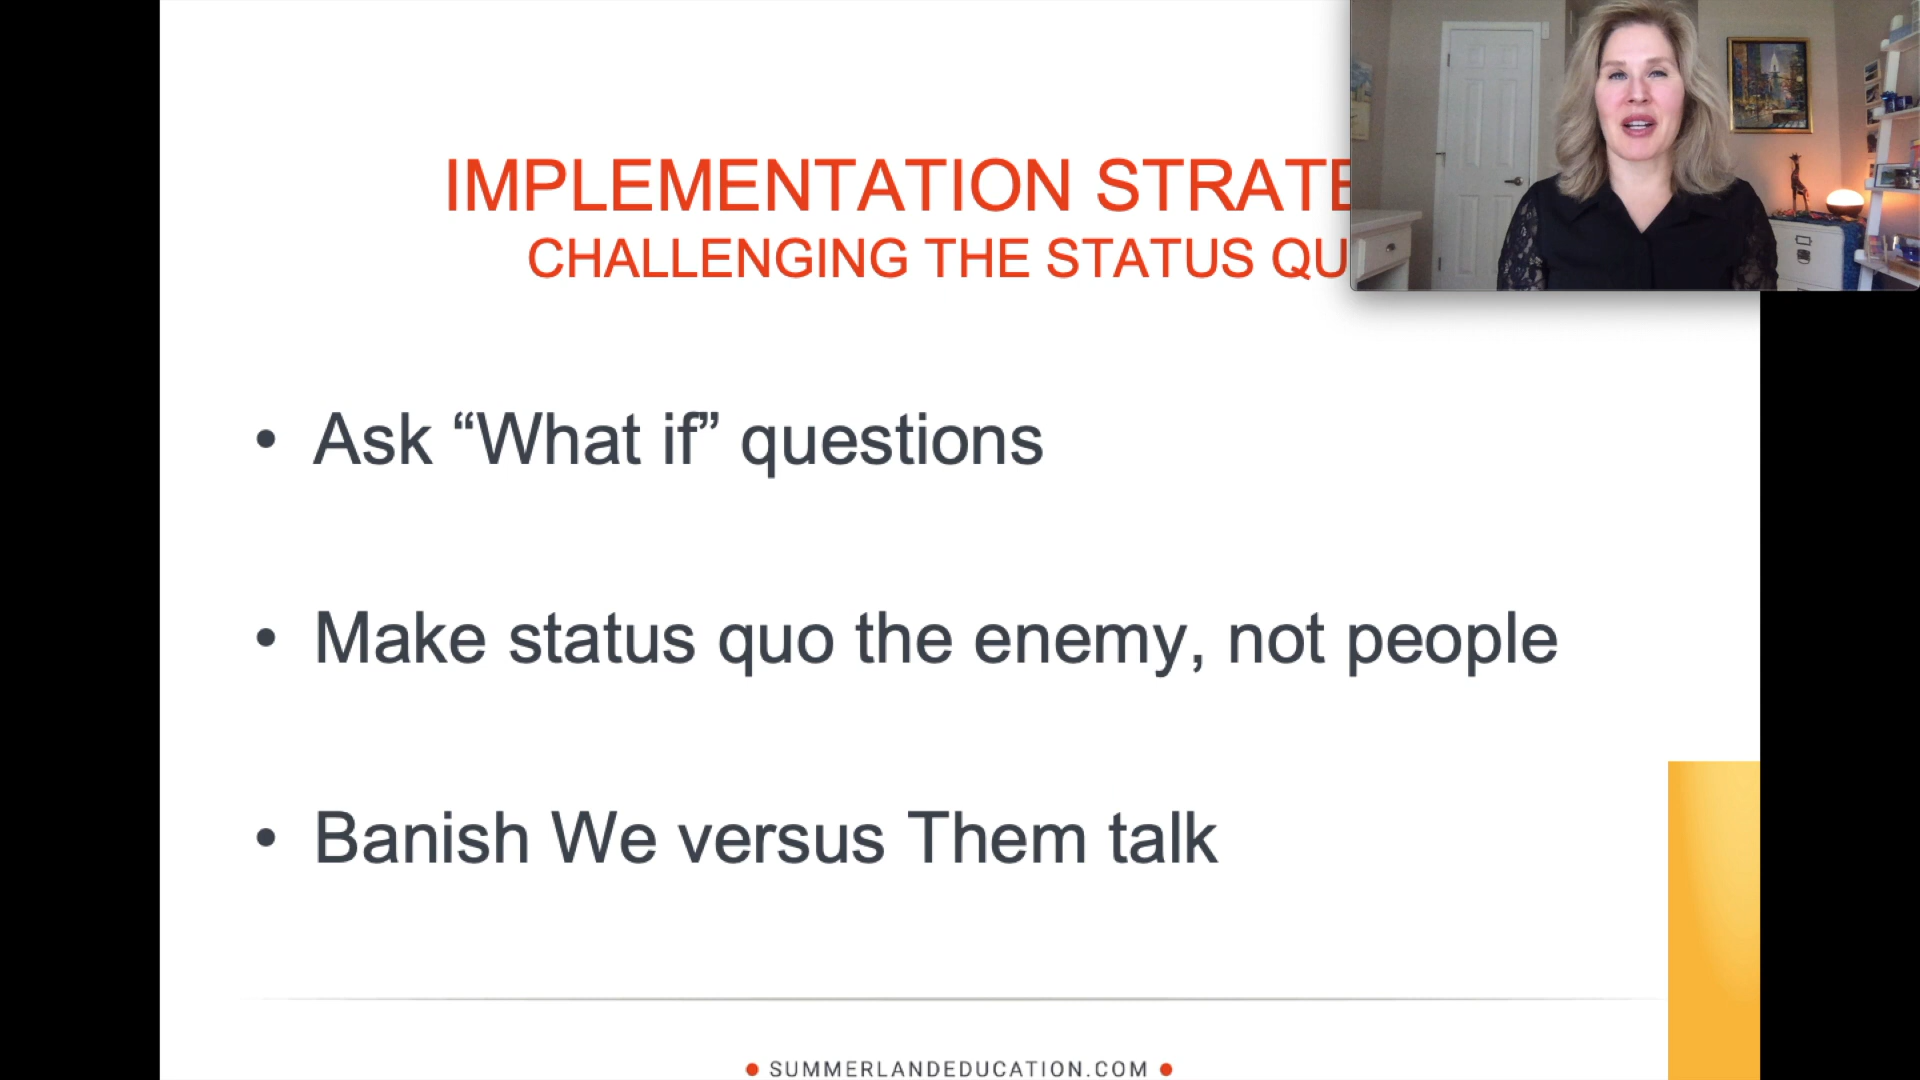 IMPLEMENTATION STRATE
CHALLENGING THE STATUS QU
• Ask “What if” questions
• Make status quo the enemy, not people
• Banish We versus Them talk
• SUMMERLANDEDUCATION.COM •